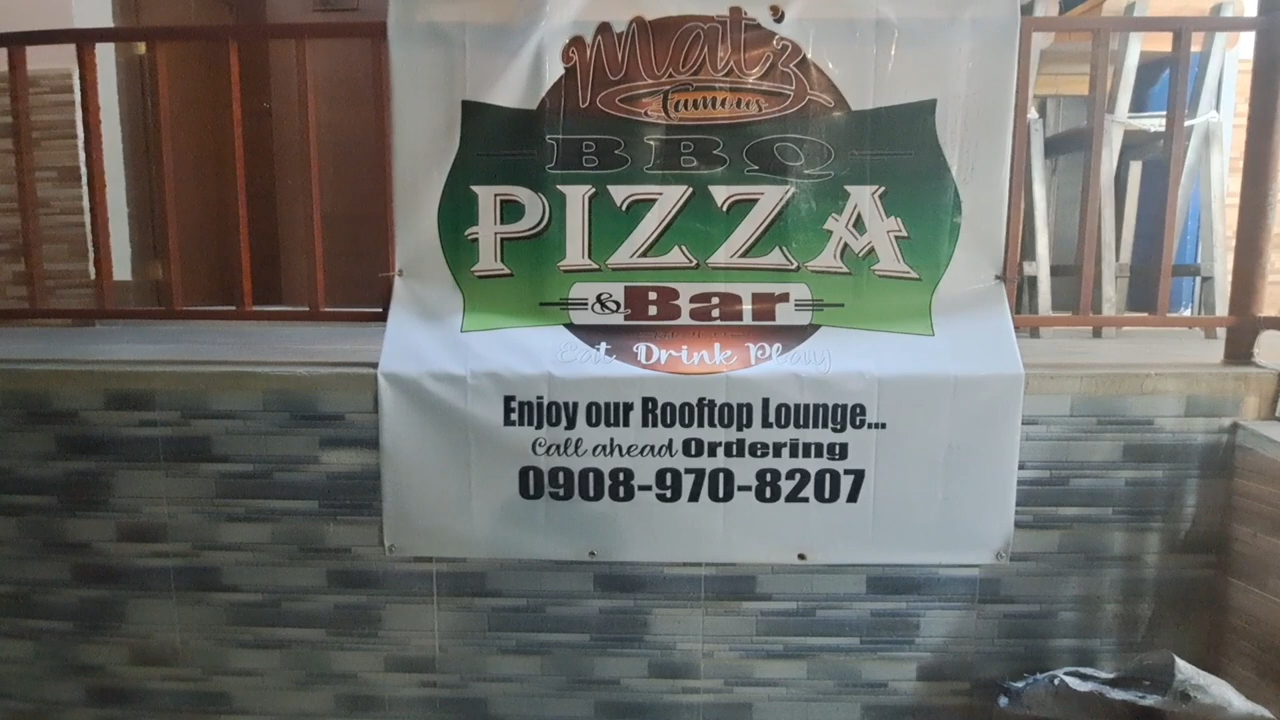 Mat'z
Famous
BBQ
PIZZA
& Bar
Eat Drink Play
Enjoy our Rooftop Lounge...
Call ahead Ordering
0908-970-8207